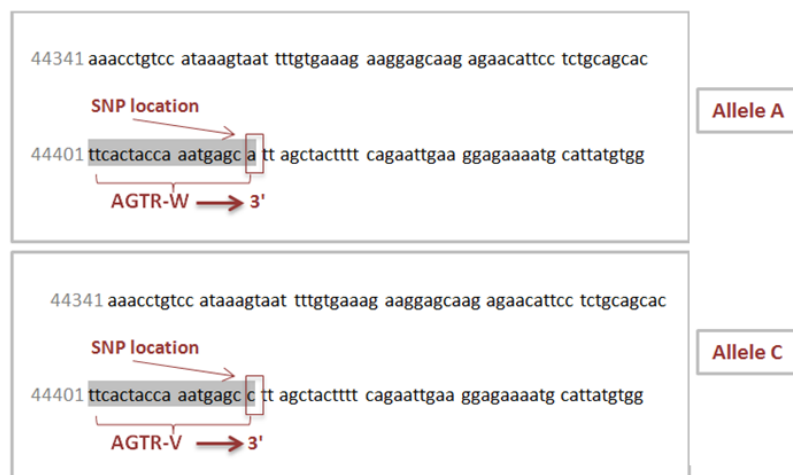 44341 aaacctgtcc ataaagtaat tttgtgaaag aaggagcaag agaacattcc tctgcagcac
SNP location
Allele A
44401 ttcactacca aatgagc a tt agctactttt cagaattgaa ggagaaaatg cattatgtgg
AGTR-W 3'
44341 aaacctgtcc ataaagtaat tttgtgaaag aaggagcaag agaacattcc tctgcagcac
SNP location
Allele C
44401 ttcactacca aatgagc c tt agctactttt cagaattgaa ggagaaaatg cattatgtgg
AGTR-V 3'